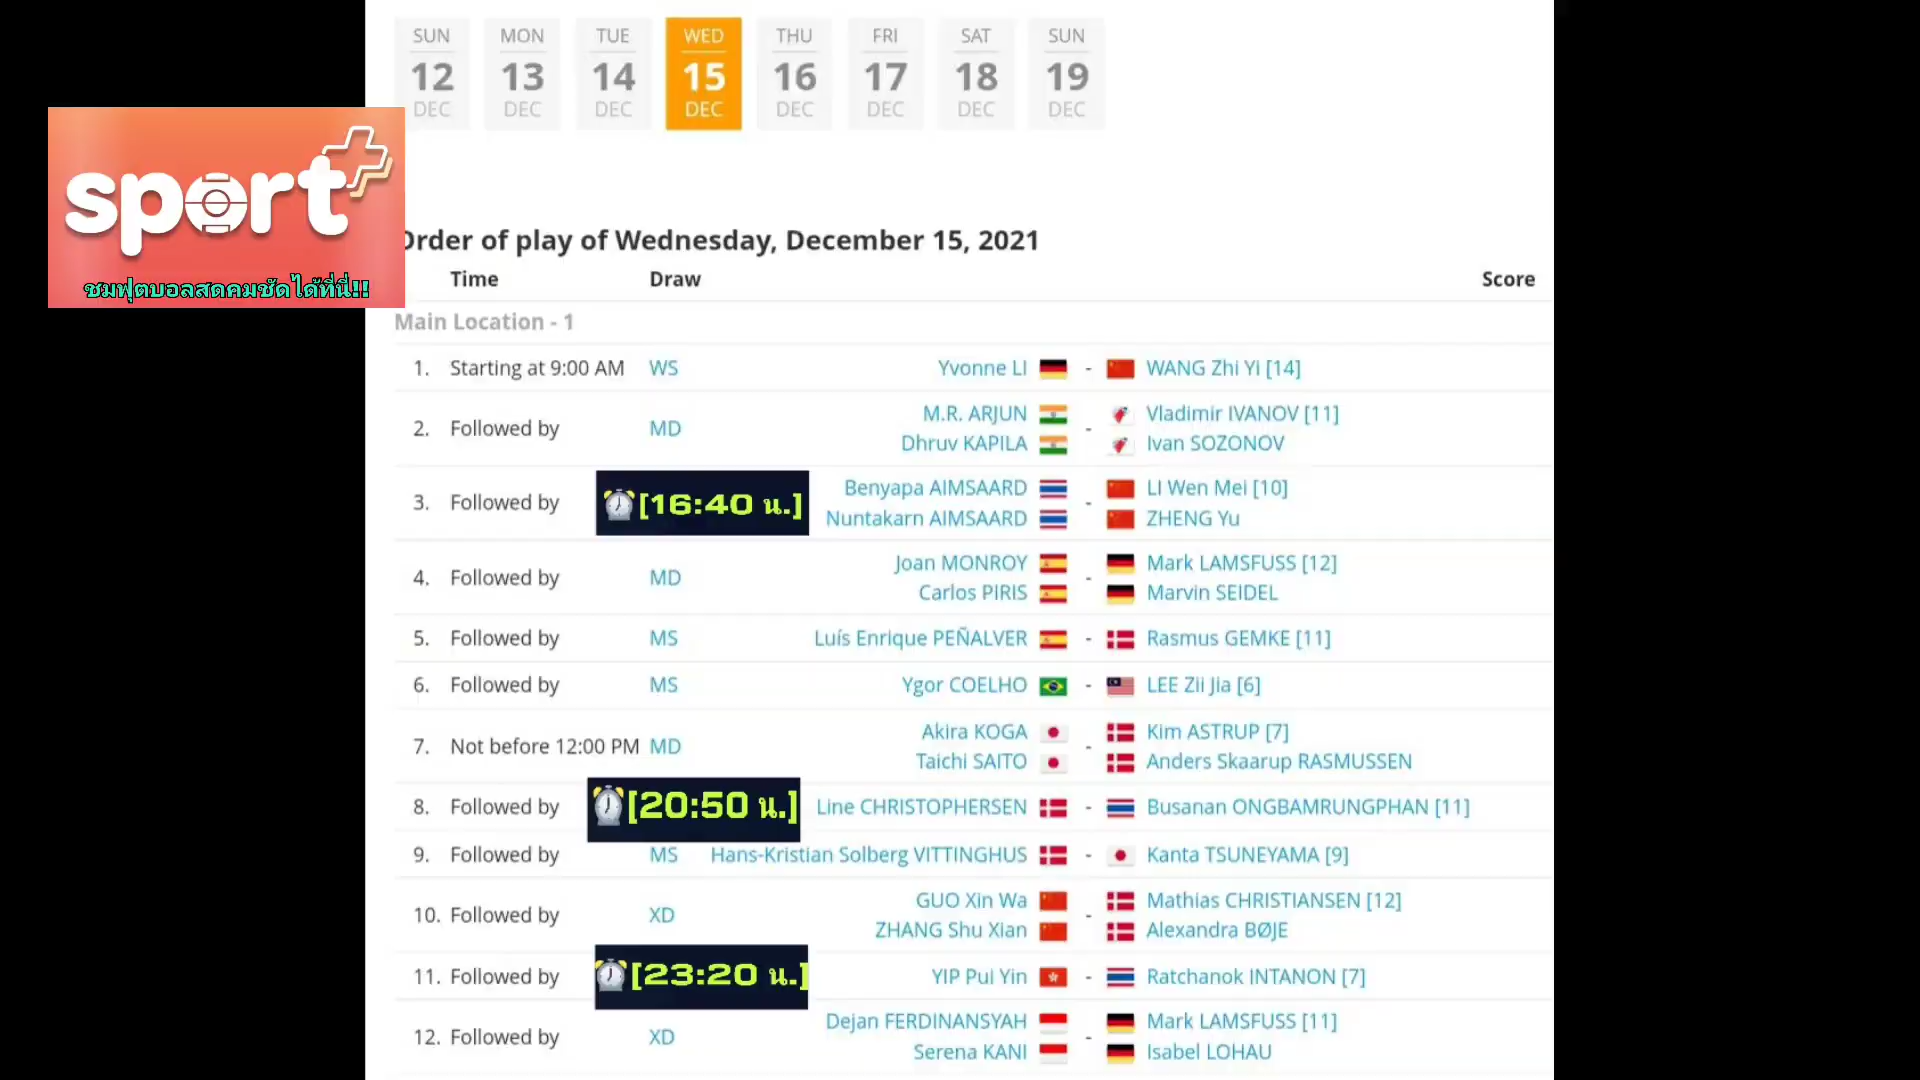 SUN MON TUE WED THU FRI SAT SUN
12 13 14 15 16 17 18 19
DEC DEC DEC DEC DEC DEC DEC DEC
sport+
ชมฟุตบอลสดคมชัดได้ที่นี่!!
Order of play of Wednesday, December 15, 2021
Time Draw Score
Main Location - 1
1. Starting at 9:00 AM WS Yvonne LI - WANG Zhi Yi [14]
M.R. ARJUN Vladimir IVANOV [11]
2. Followed by MD -
Dhruv KAPILA Ivan SOZONOV
Benyapa AIMSAARD LI Wen Mei [10]
3. Followed by [16:40 น.] -
Nuntakarn AIMSAARD ZHENG Yu
Joan MONROY Mark LAMSFUSS [12]
4. Followed by MD -
Carlos PIRIS Marvin SEIDEL
5. Followed by MS Luís Enrique PEÑALVER - Rasmus GEMKE [11]
6. Followed by MS Ygor COELHO - LEE Zii Jia [6]
Akira KOGA Kim ASTRUP [7]
7. Not before 12:00 PM MD -
Taichi SAITO Anders Skaarup RASMUSSEN
8. Followed by [20:50 น.] Line CHRISTOPHERSEN - Busanan ONGBAMRUNGPHAN [11]
9. Followed by MS Hans-Kristian Solberg VITTINGHUS - Kanta TSUNEYAMA [9]
GUO Xin Wa Mathias CHRISTIANSEN [12]
10. Followed by XD -
ZHANG Shu Xian Alexandra BØJE
11. Followed by [23:20 น.] YIP Pui Yin - Ratchanok INTANON [7]
Dejan FERDINANSYAH Mark LAMSFUSS [11]
12. Followed by XD -
Serena KANI Isabel LOHAU